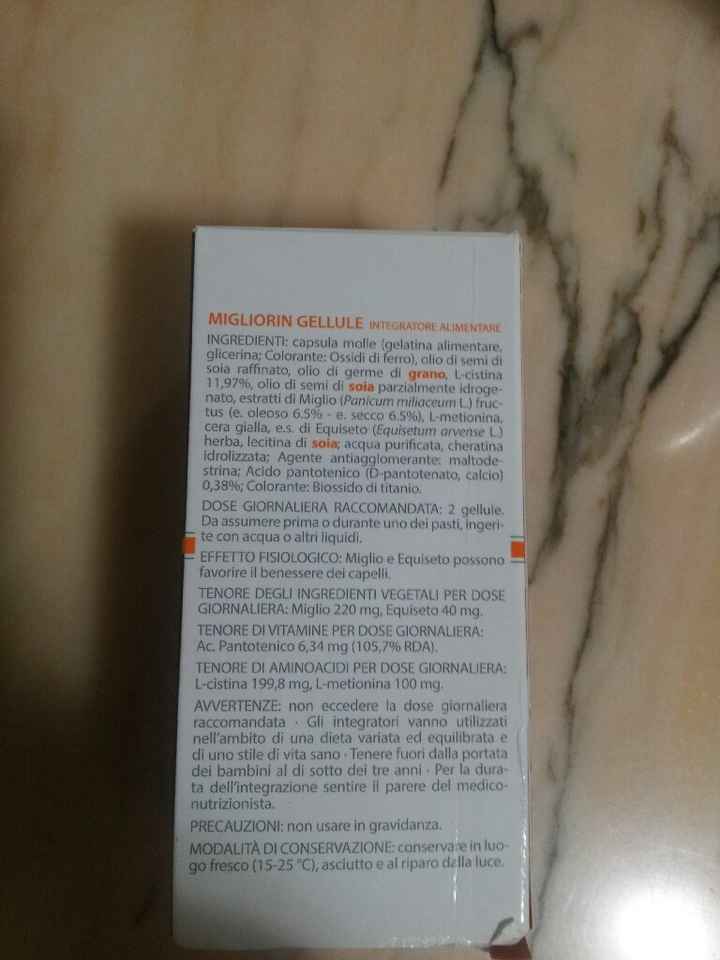 MIGLIORIN GELLULE INTEGRATORE ALIMENTARE
INGREDIENTI: capsula molle (gelatina alimentare,
glicerina; Colorante: Ossidi di ferro), olio di semi di
soia raffinato, olio di germe di grano, L-cistina
11,97%, olio di semi di soia parzialmente idroge-
nato, estratti di Miglio (Panicum miliaceum L.) fruc-
tus (e. oleoso 6.5% - e. secco 6.5%), L-metionina,
cera gialla, e.s. di Equiseto (Equisetum arvense L.)
herba, lecitina di soia; acqua purificata, cheratina
idrolizzata; Agente antiagglomerante: maltode-
strina; Acido pantotenico (D-pantotenato, calcio)
0,38%; Colorante: Biossido di titanio.
DOSE GIORNALIERA RACCOMANDATA: 2 gellule.
Da assumere prima o durante uno dei pasti, ingeri-
te con acqua o altri liquidi.
EFFETTO FISIOLOGICO: Miglio e Equiseto possono
favorire il benessere dei capelli.
TENORE DEGLI INGREDIENTI VEGETALI PER DOSE
GIORNALIERA: Miglio 220 mg, Equiseto 40 mg.
TENORE DI VITAMINE PER DOSE GIORNALIERA:
Ac. Pantotenico 6,34 mg (105,7% RDA).
TENORE DI AMINOACIDI PER DOSE GIORNALIERA:
L-cistina 199,8 mg, L-metionina 100 mg.
AVVERTENZE: non eccedere la dose giornaliera
raccomandata · Gli integratori vanno utilizzati
nell'ambito di una dieta variata ed equilibrata e
di uno stile di vita sano · Tenere fuori dalla portata
dei bambini al di sotto dei tre anni · Per la dura-
ta dell'integrazione sentire il parere del medico-
nutrizionista.
PRECAUZIONI: non usare in gravidanza.
MODALITÀ DI CONSERVAZIONE: conservare in luo-
go fresco (15-25 °C), asciutto e al riparo dalla luce.